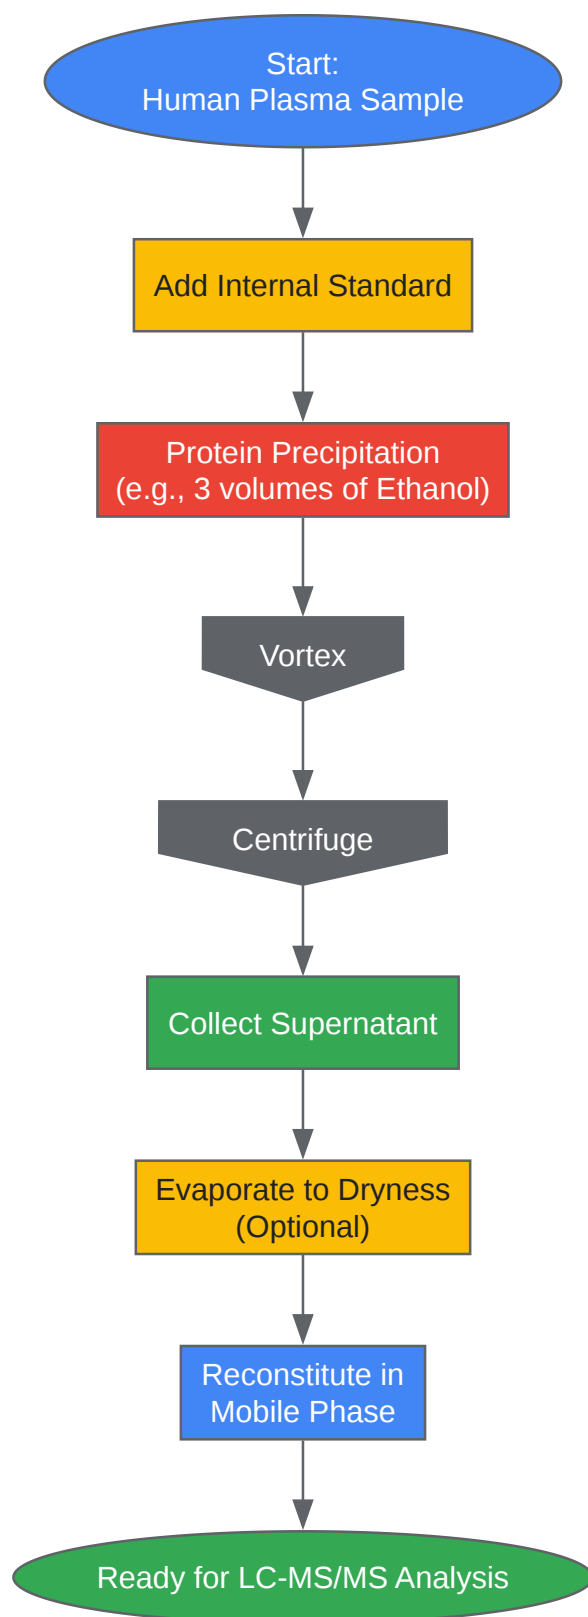 Start:
Human Plasma Sample
Add Internal Standard
Protein Precipitation
(e.g., 3 volumes of Ethanol)
Vortex
Centrifuge
Collect Supernatant
Evaporate to Dryness
(Optional)
Reconstitute in
Mobile Phase
Ready for LC-MS/MS Analysis